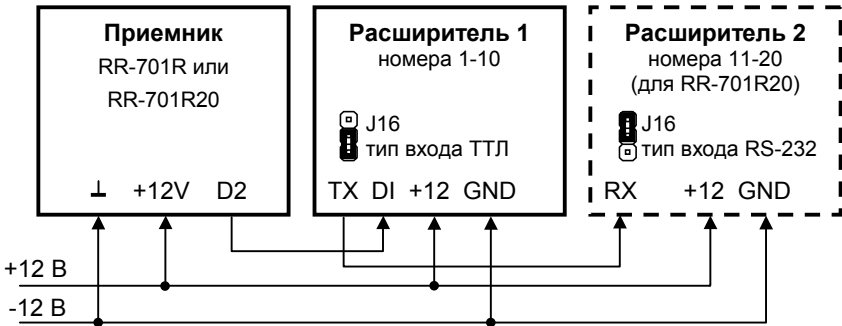 Приемник
RR-701R или
RR-701R20
⊥ +12V D2
Расширитель 1
номера 1-10
J16
тип входа ТТЛ
TX DI +12 GND
Расширитель 2
номера 11-20
(для RR-701R20)
J16
тип входа RS-232
RX +12 GND
+12 В
-12 В